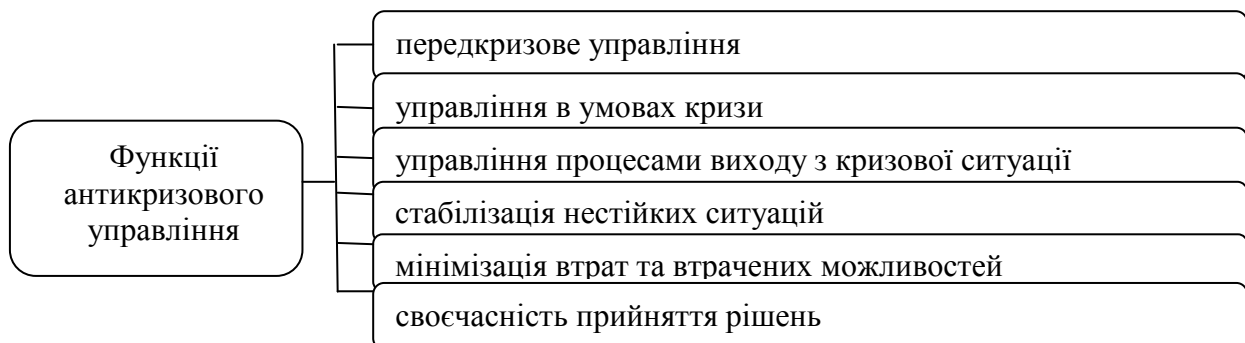 Функції
антикризового
управління
передкризове управління
управління в умовах кризи
управління процесами виходу з кризової ситуації
стабілізація нестійких ситуацій
мінімізація втрат та втрачених можливостей
своєчасність прийняття рішень